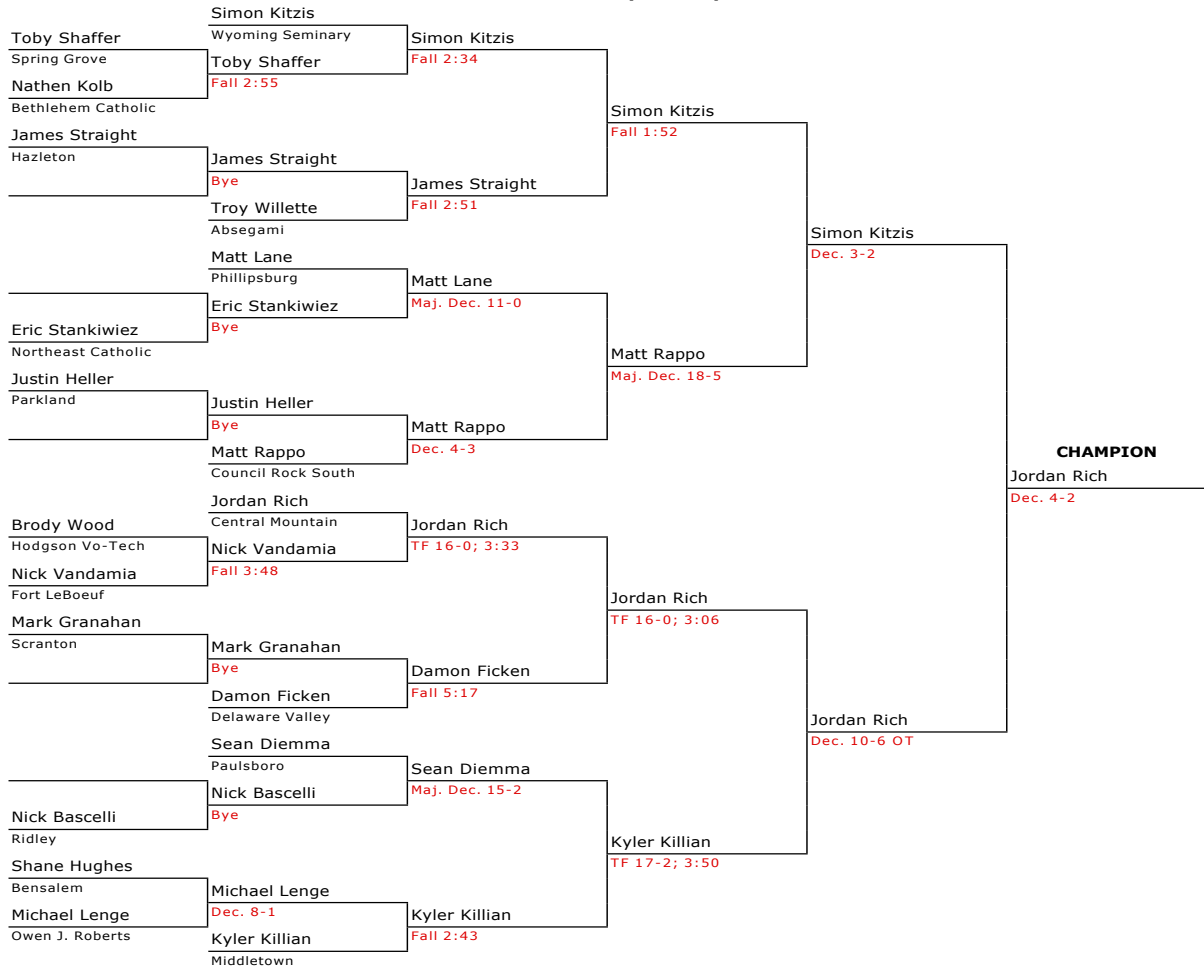 Simon Kitzis
Wyoming Seminary
Toby Shaffer
Spring Grove
Simon Kitzis
Fall 2:34
Toby Shaffer
Fall 2:55
Nathen Kolb
Bethlehem Catholic
Simon Kitzis
Fall 1:52
James Straight
Hazleton
James Straight
Bye
James Straight
Fall 2:51
Troy Willette
Absegami
Simon Kitzis
Dec. 3-2
Matt Lane
Phillipsburg
Matt Lane
Maj. Dec. 11-0
Eric Stankiwiez
Bye
Eric Stankiwiez
Northeast Catholic
Matt Rappo
Maj. Dec. 18-5
Justin Heller
Parkland
Justin Heller
Bye
Matt Rappo
Dec. 4-3
Matt Rappo
Council Rock South
CHAMPION
Jordan Rich
Dec. 4-2
Jordan Rich
Central Mountain
Brody Wood
Hodgson Vo-Tech
Jordan Rich
TF 16-0; 3:33
Nick Vandamia
Fall 3:48
Nick Vandamia
Fort LeBoeuf
Jordan Rich
TF 16-0; 3:06
Mark Granahan
Scranton
Mark Granahan
Bye
Damon Ficken
Fall 5:17
Damon Ficken
Delaware Valley
Jordan Rich
Dec. 10-6 OT
Sean Diemma
Paulsboro
Sean Diemma
Maj. Dec. 15-2
Nick Bascelli
Bye
Nick Bascelli
Ridley
Kyler Killian
TF 17-2; 3:50
Shane Hughes
Bensalem
Michael Lenge
Dec. 8-1
Michael Lenge
Owen J. Roberts
Kyler Killian
Fall 2:43
Kyler Killian
Middletown